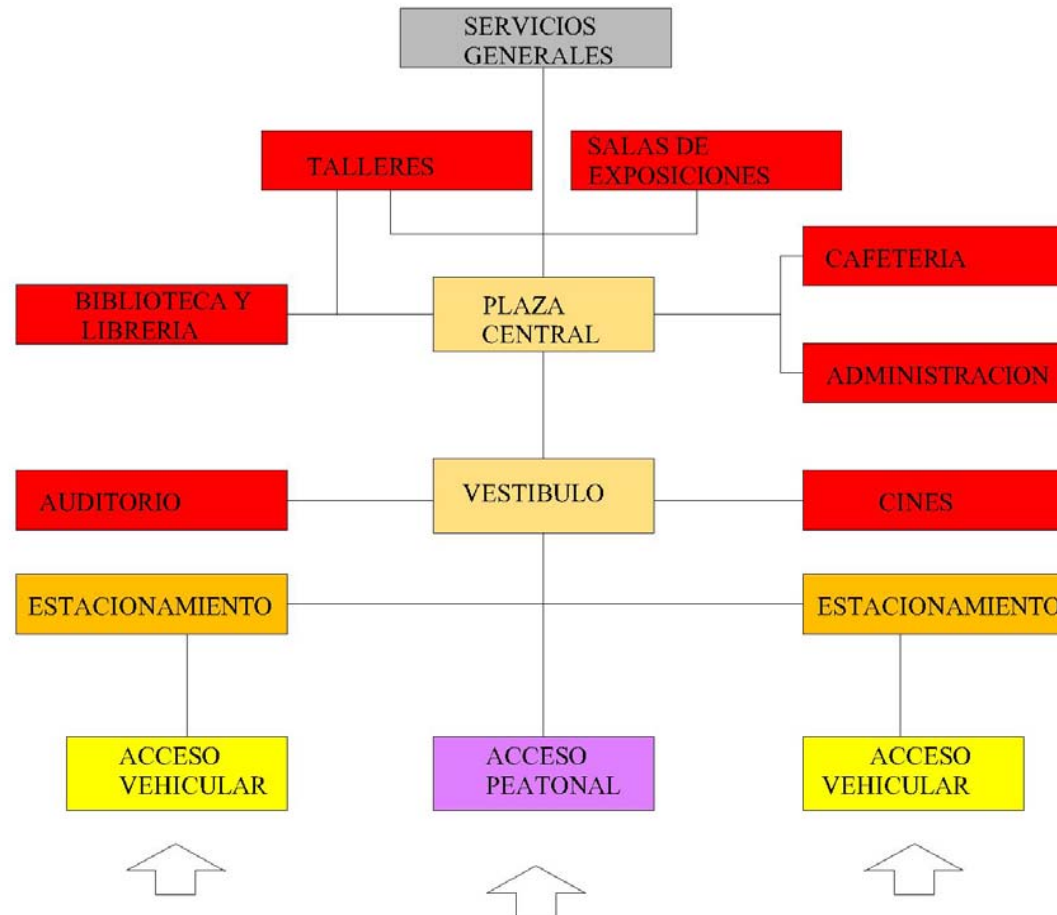 SERVICIOS
GENERALES
TALLERES
SALAS DE
EXPOSICIONES
CAFETERIA
BIBLIOTECA Y
LIBRERIA
PLAZA
CENTRAL
ADMINISTRACION
AUDITORIO
VESTIBULO
CINES
ESTACIONAMIENTO
ESTACIONAMIENTO
ACCESO
VEHICULAR
ACCESO
PEATONAL
ACCESO
VEHICULAR